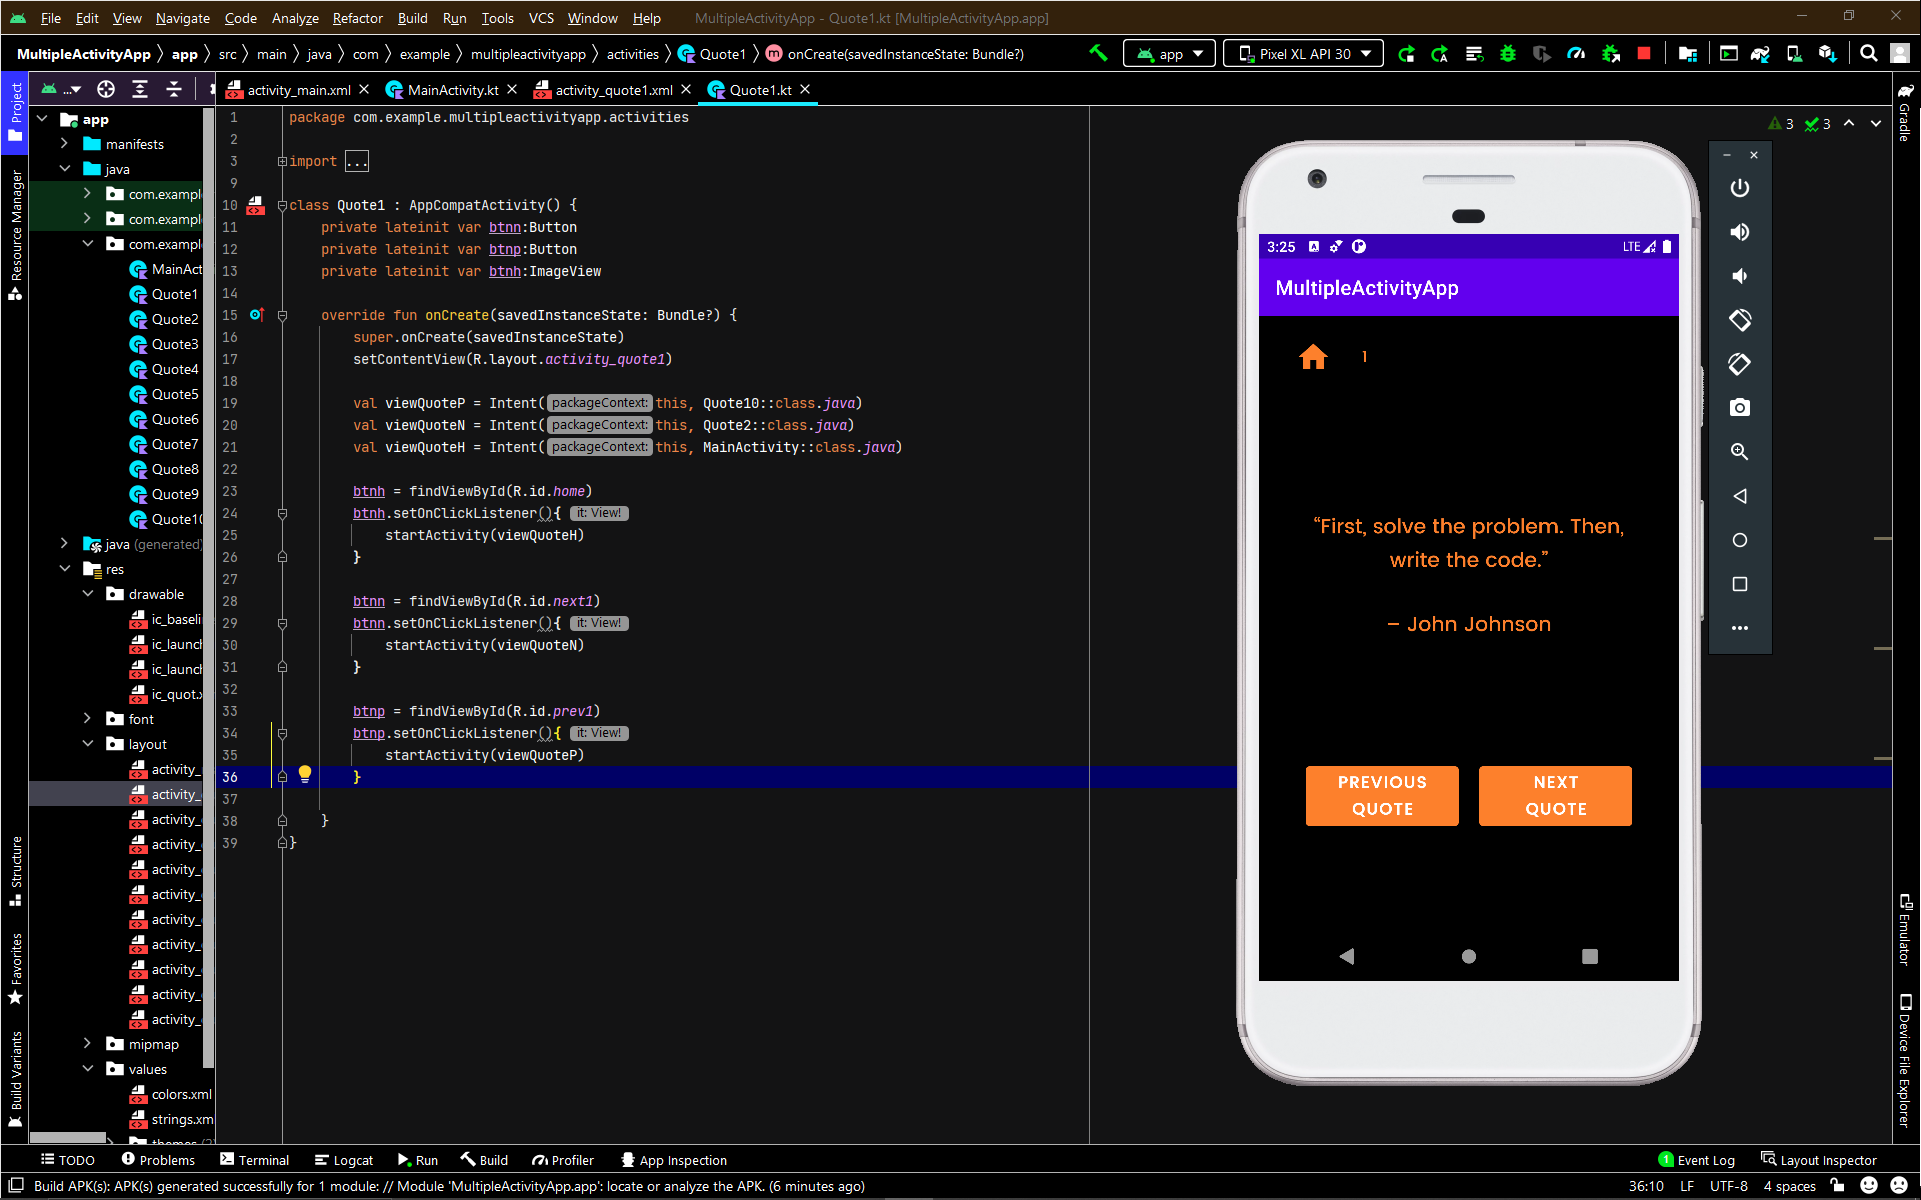 File Edit View Navigate Code Analyze Refactor Build Run Tools VCS Window Help MultipleActivityApp - Quote1.kt [MultipleActivityApp.app]
MultipleActivityApp app src main java com example multipleactivityapp activities Quote1 onCreate(savedInstanceState: Bundle?) app Pixel XL API 30
... activity_main.xml MainActivity.kt activity_quote1.xml Quote1.kt
Project
Resource Manager
Structure
Favorites
Build Variants
app
manifests
java
com.exampl
com.exampl
com.exampl
MainAct
Quote1
Quote2
Quote3
Quote4
Quote5
Quote6
Quote7
Quote8
Quote9
Quote10
java (generated)
res
drawable
ic_baseli
ic_launch
ic_launch
ic_quot.x
font
layout
activity_
activity_
activity_
activity_
activity_
activity_
activity_
activity_
activity_
activity_
activity_
mipmap
values
colors.xml
strings.xm
1 package com.example.multipleactivityapp.activities
2
3 import ...
9
10 class Quote1 : AppCompatActivity() {
11 private lateinit var btnn:Button
12 private lateinit var btnp:Button
13 private lateinit var btnh:ImageView
14
15 override fun onCreate(savedInstanceState: Bundle?) {
16 super.onCreate(savedInstanceState)
17 setContentView(R.layout.activity_quote1)
18
19 val viewQuoteP = Intent( packageContext: this, Quote10::class.java)
20 val viewQuoteN = Intent( packageContext: this, Quote2::class.java)
21 val viewQuoteH = Intent( packageContext: this, MainActivity::class.java)
22
23 btnh = findViewById(R.id.home)
24 btnh.setOnClickListener(){ it: View!
25 startActivity(viewQuoteH)
26 }
27
28 btnn = findViewById(R.id.next1)
29 btnn.setOnClickListener(){ it: View!
30 startActivity(viewQuoteN)
31 }
32
33 btnp = findViewById(R.id.prev1)
34 btnp.setOnClickListener(){ it: View!
35 startActivity(viewQuoteP)
36 }
37
38 }
39 }
3 3
3:25 LTE
MultipleActivityApp
1
“First, solve the problem. Then,
write the code.”
– John Johnson
PREVIOUS
QUOTE
NEXT
QUOTE
Gradle
Emulator
Device File Explorer
TODO Problems Terminal Logcat Run Build Profiler App Inspection 1 Event Log Layout Inspector
Build APK(s): APK(s) generated successfully for 1 module: // Module 'MultipleActivityApp.app': locate or analyze the APK. (6 minutes ago) 36:10 LF UTF-8 4 spaces